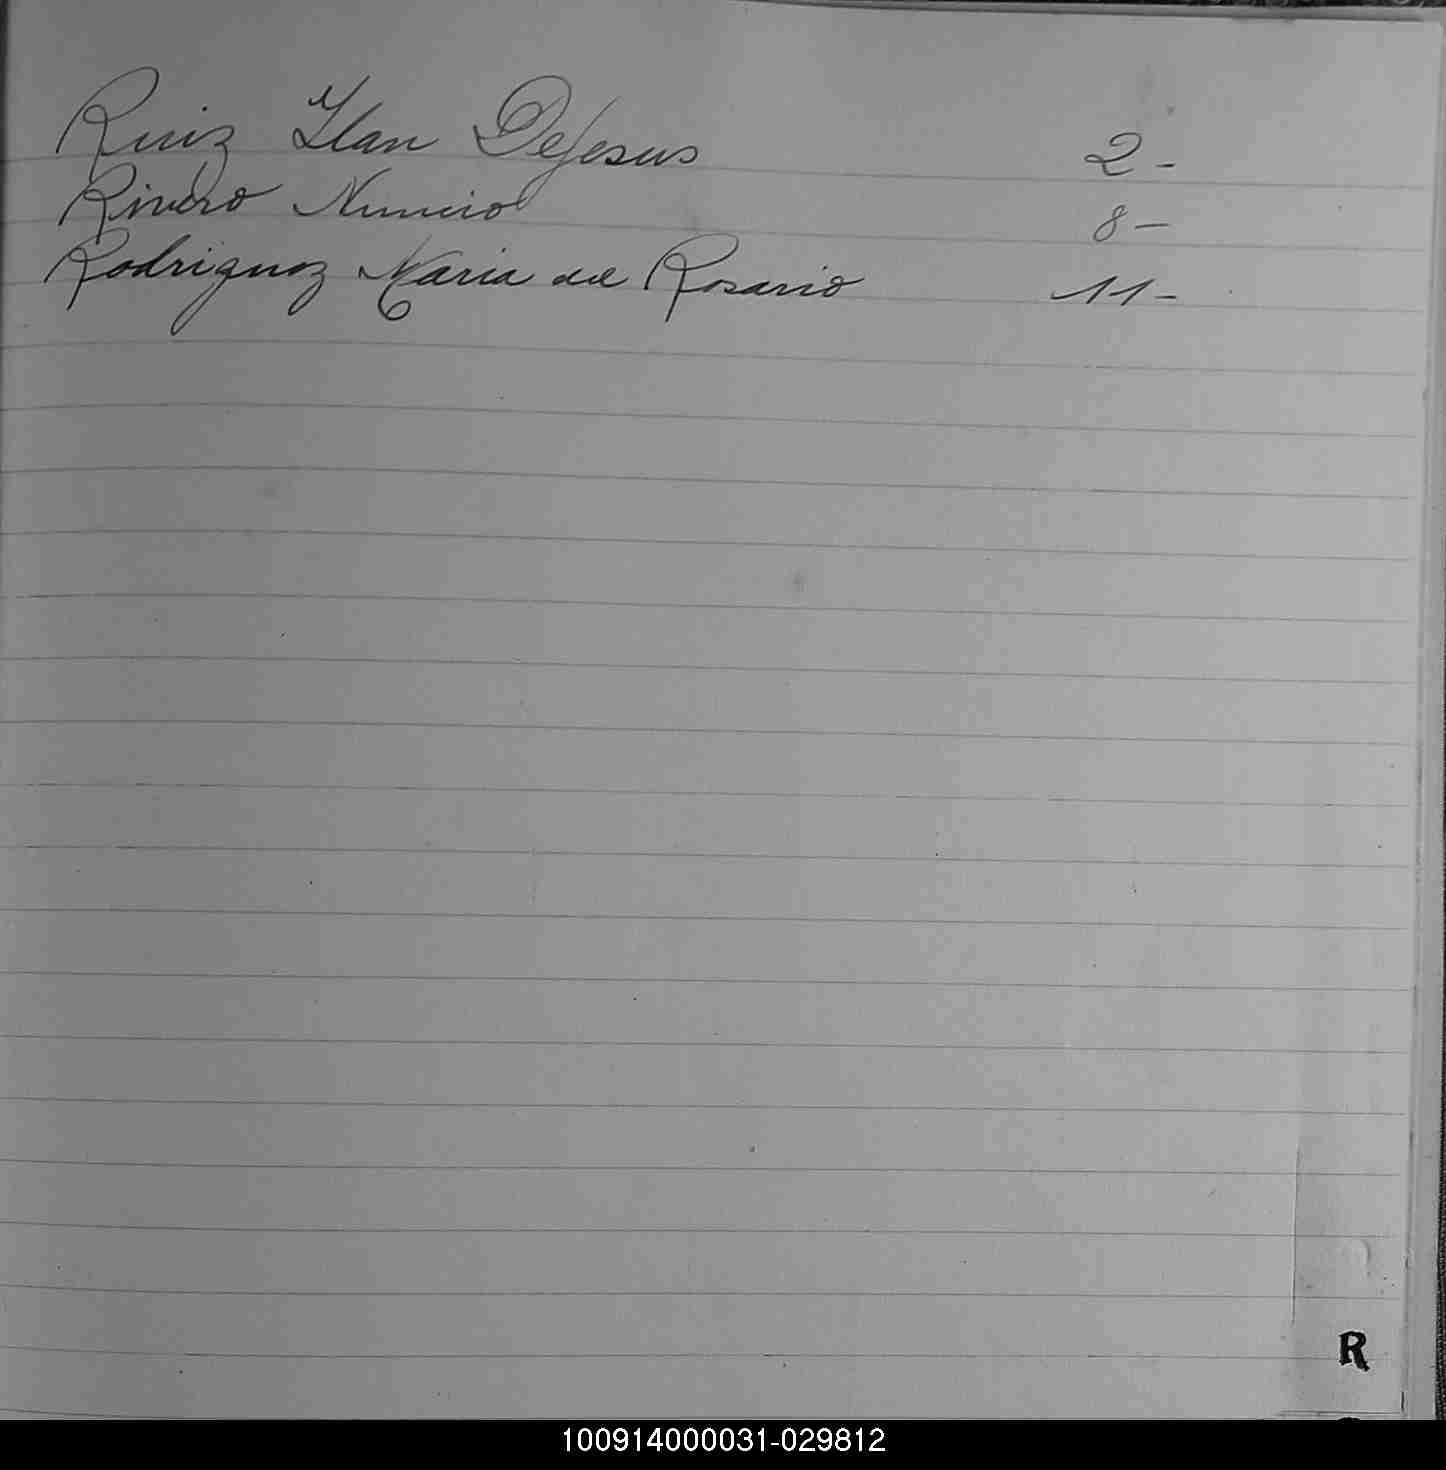 Ruiz Ilan DeJesus 2-
Rivero Nuncio 8-
Rodriguez Maria del Rosario 11-
R
100914000031-029812